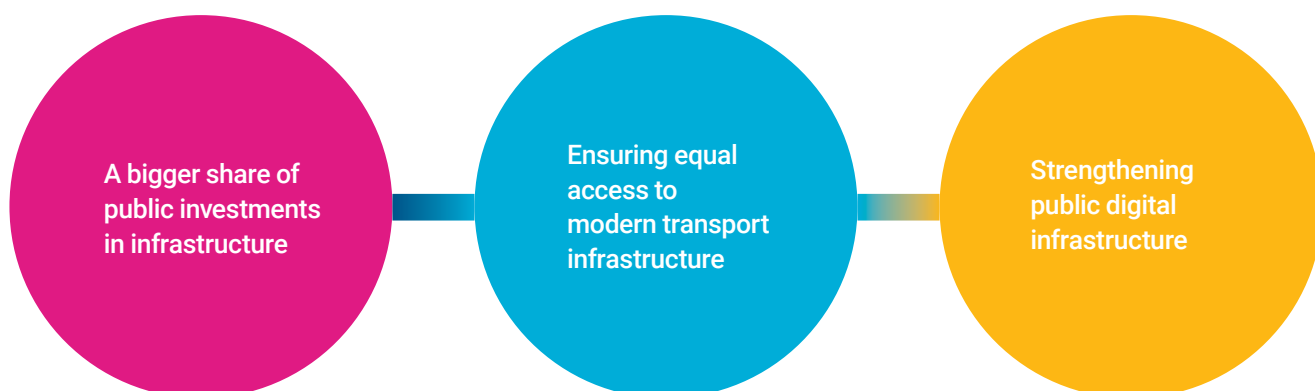 A bigger share of
public investments
in infrastructure
Ensuring equal
access to
modern transport
infrastructure
Strengthening
public digital
infrastructure